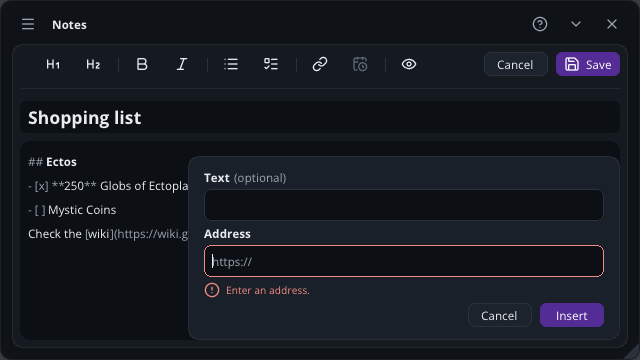 Notes
H1 H2 B I
Cancel Save
Shopping list
## Ectos
- [x] **250** Globs of Ectopla
- [ ] Mystic Coins
Check the [wiki](https://wiki.g
Text (optional)
Address
https://
Enter an address.
Cancel Insert